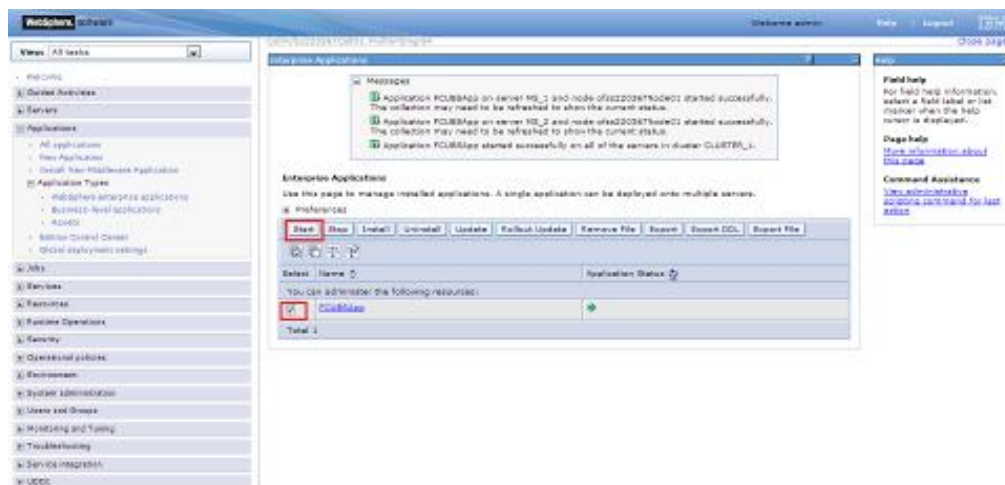 WebSphere. software
Welcome admin
Help | Logout
Close page
View: All tasks
Welcome
Guided Activities
Servers
Applications
All applications
New Application
Install New Middleware Application
Application Types
WebSphere enterprise applications
Business-level applications
Assets
Edition Control Center
Global deployment settings
Jobs
Services
Resources
Runtime Operations
Security
Operational policies
Environment
System administration
Users and Groups
Monitoring and Tuning
Troubleshooting
Service integration
UDDI
Enterprise Applications
Messages
Application FCUBSApp on server MS_1 and node started successfully.
The collection may need to be refreshed to show the current status.
Application FCUBSApp on server MS_2 and node started successfully.
The collection may need to be refreshed to show the current status.
Application FCUBSApp started successfully on all of the servers in cluster CLUSTER_1.
Enterprise Applications
Use this page to manage installed applications. A single application can be deployed onto multiple servers.
Preferences
Start Stop Install Uninstall Update Rollout Update Remove File Export Export DDL Export File
Select Name Application Status
You can administer the following resources:
FCUBSApp
Total 1
Help
Field help
For field help information,
select a field label or list
marker when the help
cursor is displayed.
Page help
More information about
this page
Command Assistance
View administrative
scripting command for last
action